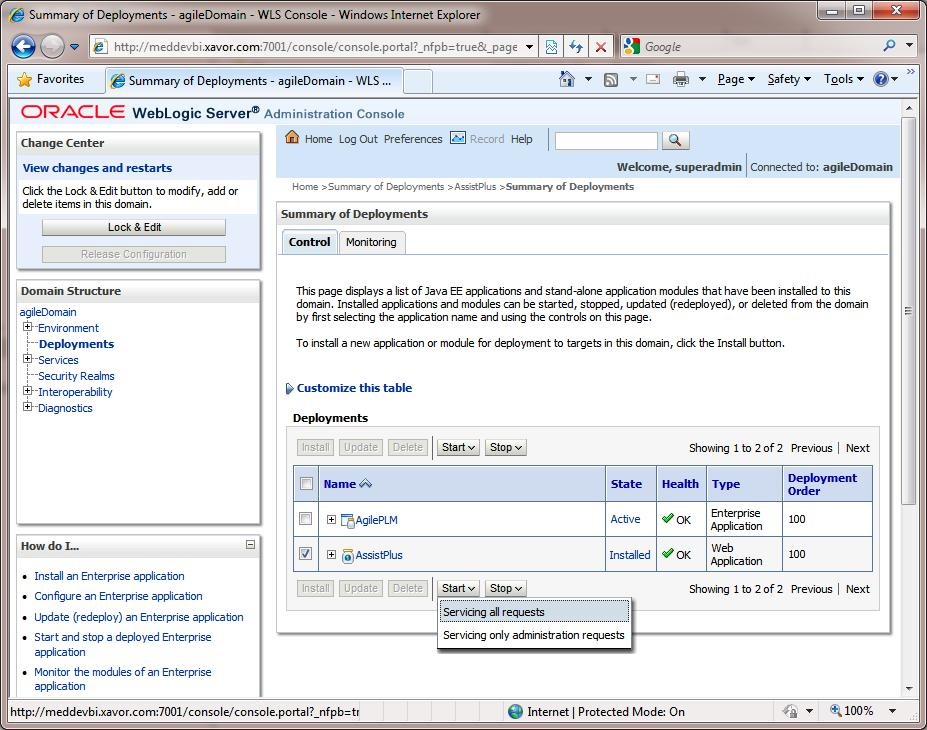 Summary of Deployments - agileDomain - WLS Console - Windows Internet Explorer
http://meddevbi.xavor.com:7001/console/console.portal?_nfpb=true&_page
Google
Favorites
Summary of Deployments - agileDomain - WLS ...
Page
Safety
Tools
ORACLE WebLogic Server® Administration Console
Change Center
View changes and restarts
Click the Lock & Edit button to modify, add or
delete items in this domain.
Lock & Edit
Release Configuration
Domain Structure
agileDomain
Environment
Deployments
Services
Security Realms
Interoperability
Diagnostics
How do I...
Install an Enterprise application
Configure an Enterprise application
Update (redeploy) an Enterprise application
Start and stop a deployed Enterprise
application
Monitor the modules of an Enterprise
application
Home Log Out Preferences Record Help
Welcome, superadmin Connected to: agileDomain
Home >Summary of Deployments >AssistPlus >Summary of Deployments
Summary of Deployments
Control Monitoring
This page displays a list of Java EE applications and stand-alone application modules that have been installed to this
domain. Installed applications and modules can be started, stopped, updated (redeployed), or deleted from the domain
by first selecting the application name and using the controls on this page.
To install a new application or module for deployment to targets in this domain, click the Install button.
Customize this table
Deployments
Install Update Delete Start Stop Showing 1 to 2 of 2 Previous | Next
Name State Health Type Deployment
Order
AgilePLM Active OK Enterprise
Application 100
AssistPlus Installed OK Web
Application 100
Install Update Delete Start Stop Showing 1 to 2 of 2 Previous | Next
Servicing all requests
Servicing only administration requests
http://meddevbi.xavor.com:7001/console/console.portal?_nfpb=tr
Internet | Protected Mode: On
100%